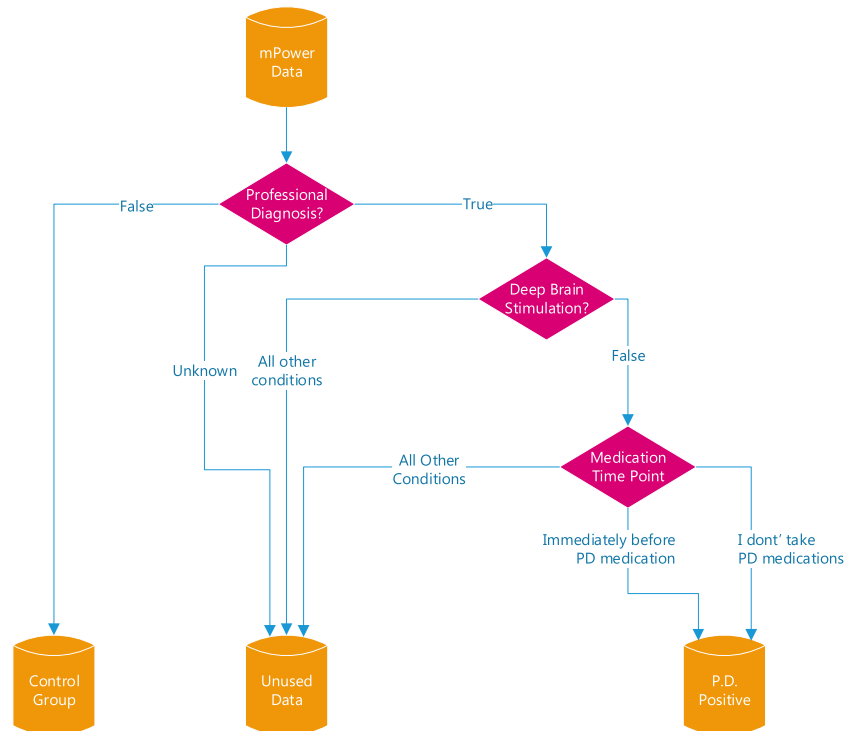 mPower
Data
Professional
Diagnosis?
False
True
Deep Brain
Stimulation?
False
All other
conditions
Unknown
Medication
Time Point
All Other
Conditions
Immediately before
PD medication
I dont' take
PD medications
Control
Group
Unused
Data
P.D.
Positive